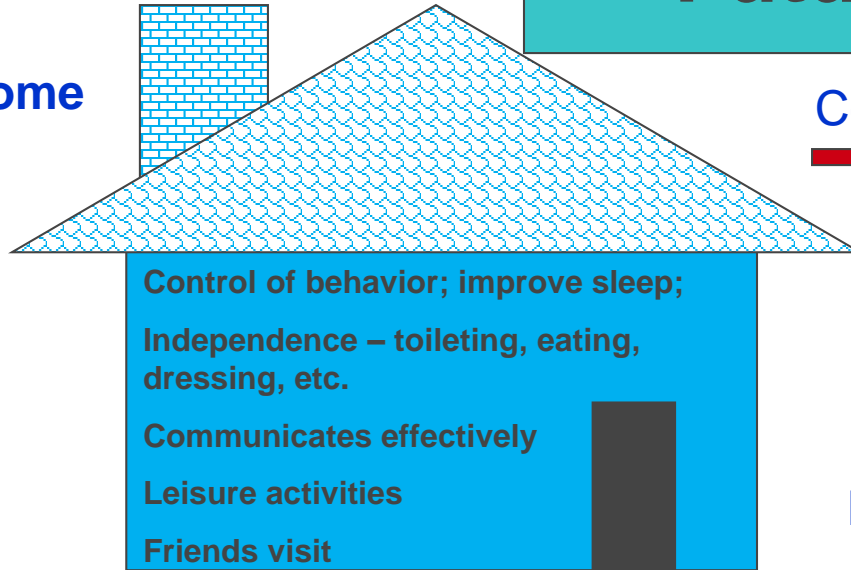 ome
C
Control of behavior; improve sleep;
Independence – toileting, eating,
dressing, etc.
Communicates effectively
Leisure activities
Friends visit